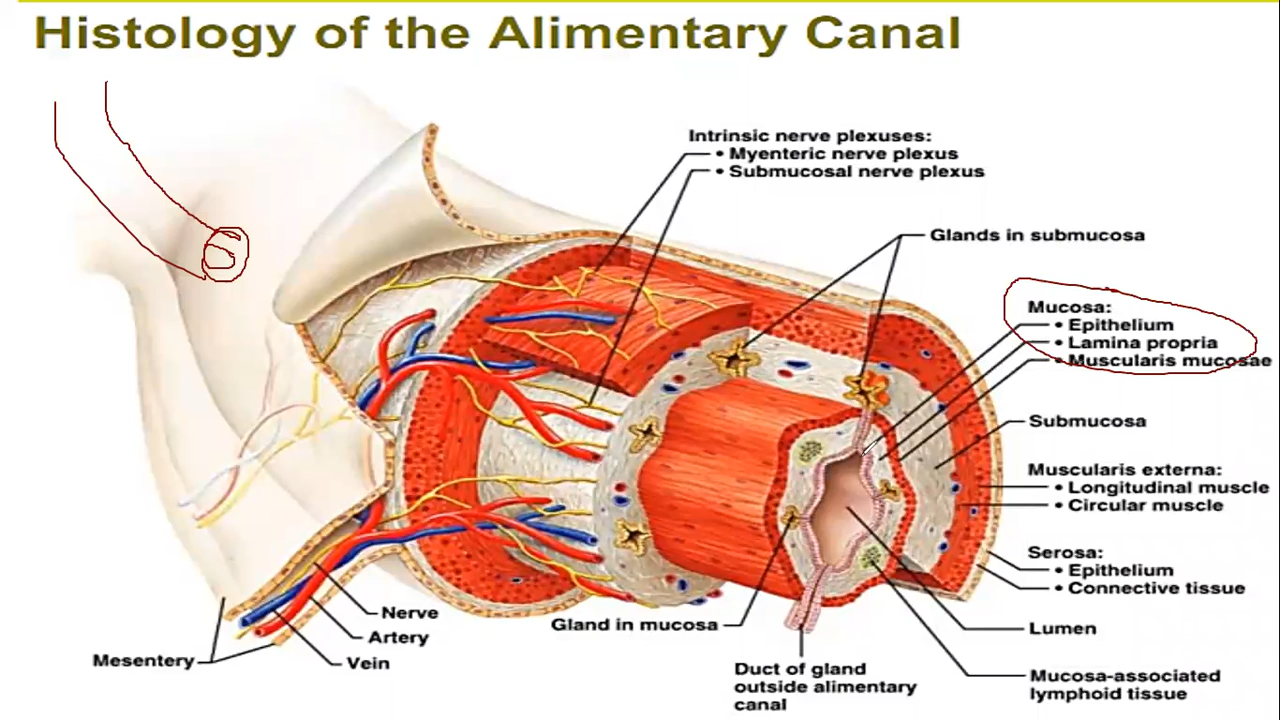 Histology of the Alimentary Canal
Intrinsic nerve plexuses:
• Myenteric nerve plexus
• Submucosal nerve plexus
Glands in submucosa
Mucosa:
• Epithelium
• Lamina propria
• Muscularis mucosae
Submucosa
Muscularis externa:
• Longitudinal muscle
• Circular muscle
Serosa:
• Epithelium
• Connective tissue
Nerve
Artery
Vein
Mesentery
Gland in mucosa
Lumen
Duct of gland
outside alimentary
canal
Mucosa-associated
lymphoid tissue